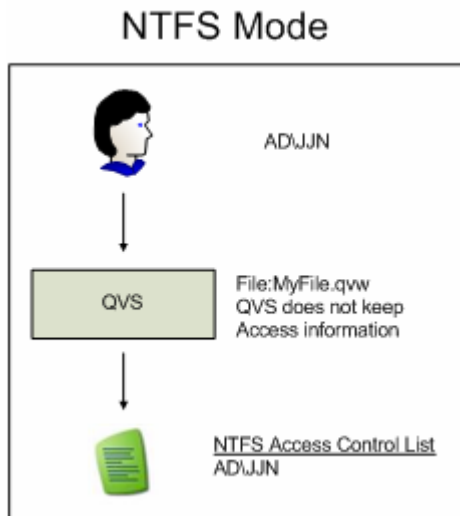 NTFS Mode
AD\JJN
QVS
File:MyFile.qvw
QVS does not keep
Access information
NTFS Access Control List
AD\JJN